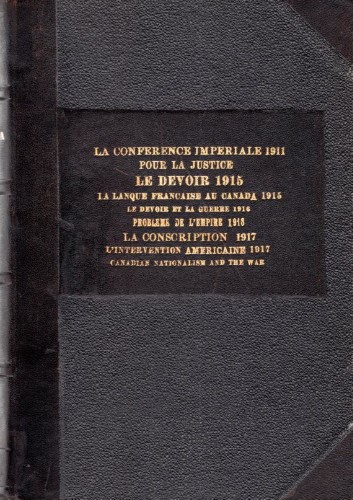 LA CONFERENCE IMPERIALE 1911
POUR LA JUSTICE
LE DEVOIR 1915
LA LANQUE FRANCAISE AU CANADA 1915
LE DEVOIR ET LA GUERRE 1916
PROBLEME DE L'EMPIRE 1916
LA CONSCRIPTION 1917
L'INTERVENTION AMERICAINE 1917
CANADIAN NATIONALISM AND THE WAR